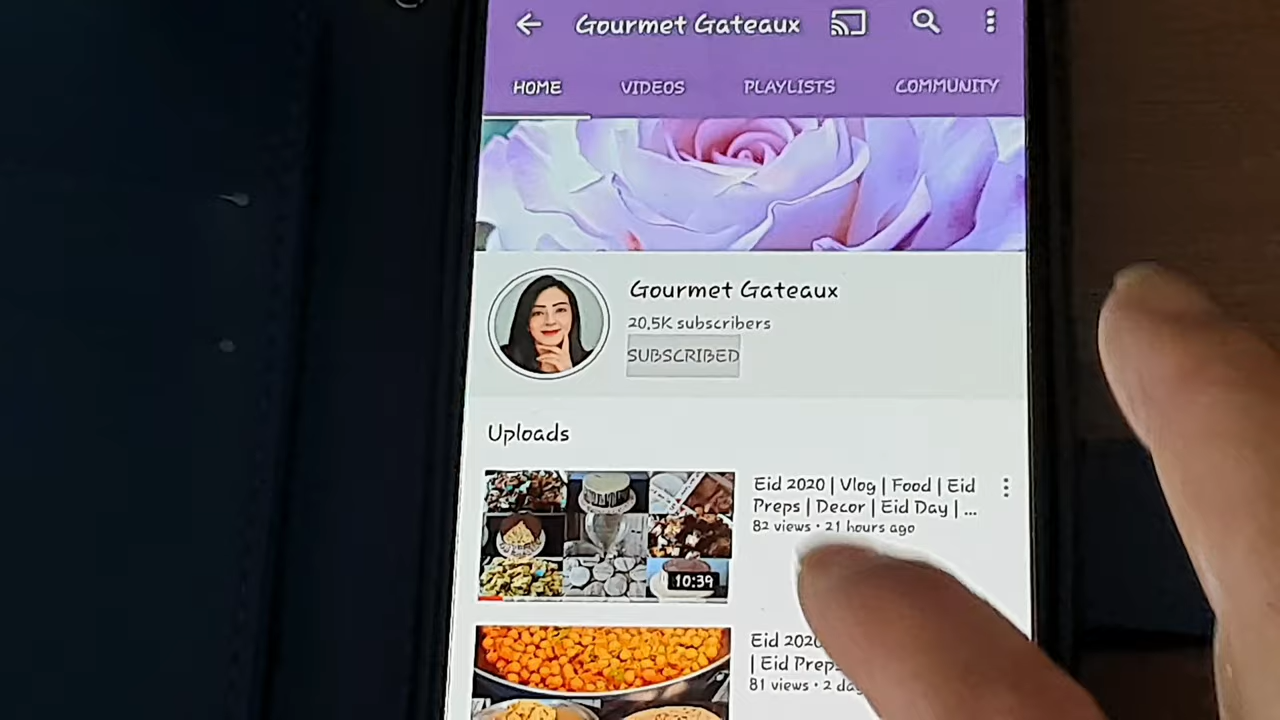 Gourmet Gateaux
HOME VIDEOS PLAYLISTS COMMUNITY
Gourmet Gateaux
20.5K subscribers
SUBSCRIBED
Uploads
Eid 2020 | Vlog | Food | Eid
Preps | Decor | Eid Day | ...
82 views • 21 hours ago
10:39
Eid 2020
| Eid Preps
81 views • 2 da